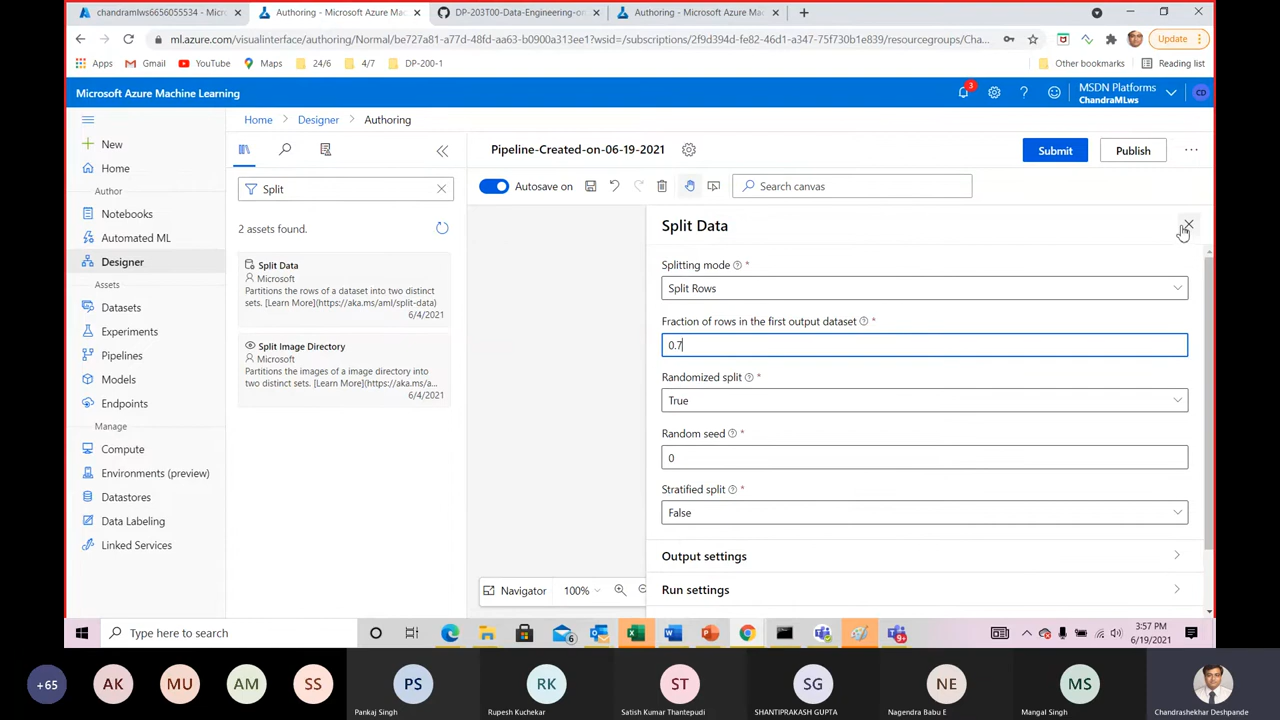 chandramlws6656055534 - Micros
Authoring - Microsoft Azure Machi
DP-203T00-Data-Engineering-on
Authoring - Microsoft Azure Machi
ml.azure.com/visualinterface/authoring/Normal/be727a81-a77d-48fd-aa63-b0900a313ee1?wsid=/subscriptions/2f9d394d-fe82-46d1-a347-75f730b1e839/resourcegroups/Cha...
Update
Apps
Gmail
YouTube
Maps
24/6
4/7
DP-200-1
Other bookmarks
Reading list
Microsoft Azure Machine Learning
3
MSDN Platforms
ChandraMLws
CD
New
Home
Author
Notebooks
Automated ML
Designer
Assets
Datasets
Experiments
Pipelines
Models
Endpoints
Manage
Compute
Environments (preview)
Datastores
Data Labeling
Linked Services
Home > Designer > Authoring
Split
2 assets found.
Split Data
Microsoft
Partitions the rows of a dataset into two distinct
sets. [Learn More](https://aka.ms/aml/split-data)
6/4/2021
Split Image Directory
Microsoft
Partitions the images of a image directory into
two distinct sets. [Learn More](https://aka.ms/a...
6/4/2021
Pipeline-Created-on-06-19-2021
Submit
Publish
Autosave on
Search canvas
Split Data
Splitting mode *
Split Rows
Fraction of rows in the first output dataset *
0.7
Randomized split *
True
Random seed *
0
Stratified split *
False
Output settings
Run settings
Navigator
100%
Type here to search
6
9+
3:57 PM
6/19/2021
+65
AK
MU
AM
SS
PS
Pankaj Singh
RK
Rupesh Kuchekar
ST
Satish Kumar Thantepudi
SG
SHANTIPRAKASH GUPTA
NE
Nagendra Babu E
MS
Mangal Singh
Chandrashekhar Deshpande